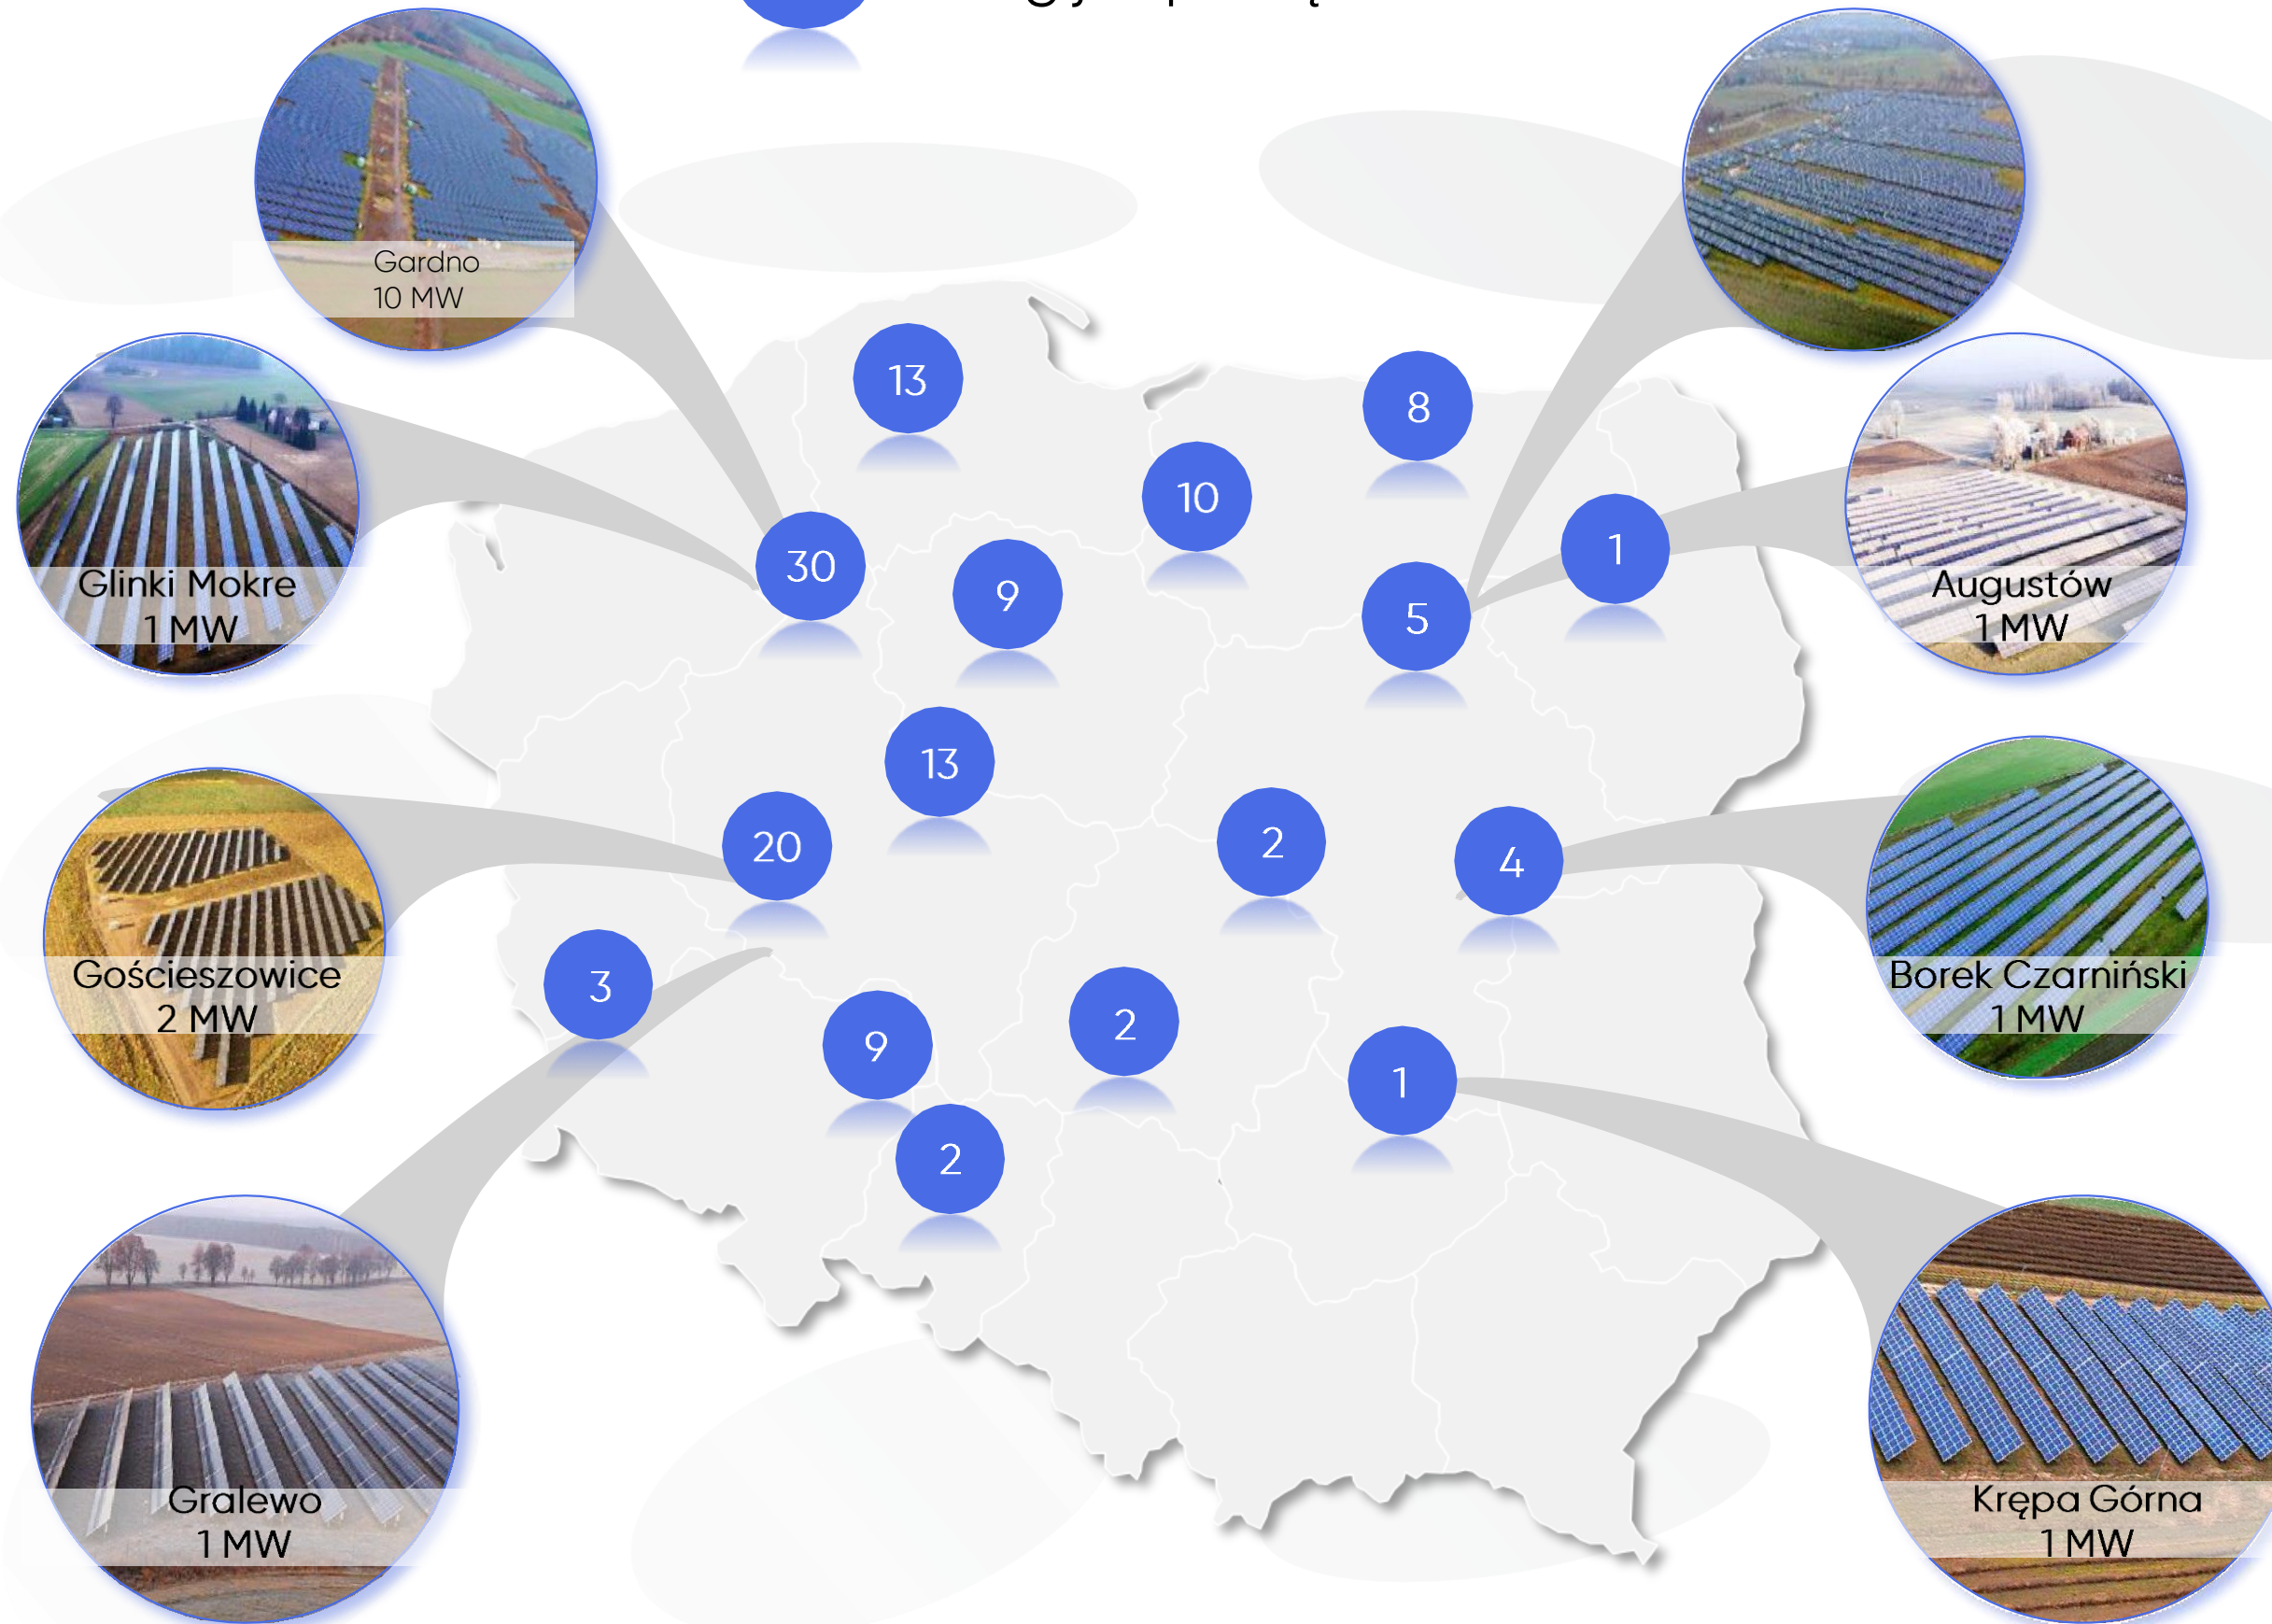 Gardno
10 MW
13
8
10
Glinki Mokre
1 MW
30
9
1
5
Augustów
1 MW
13
20
2
4
Gościeszowice
2 MW
3
9
2
Borek Czarniński
1 MW
1
2
Gralewo
1 MW
Krępa Górna
1 MW